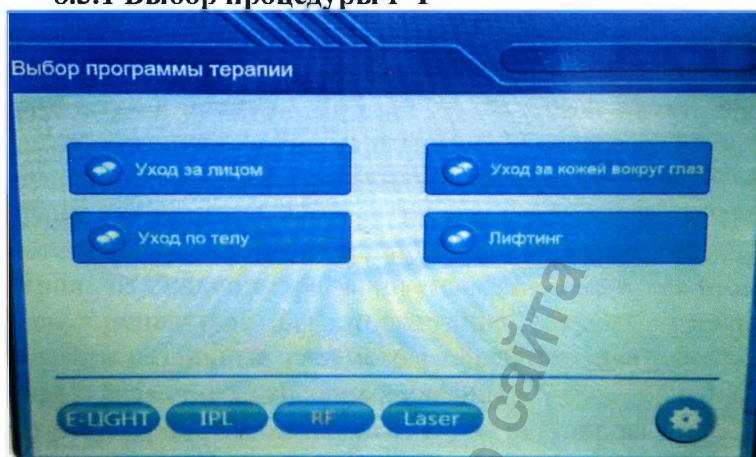 Выбор программы терапии
Уход за лицом
Уход за кожей вокруг глаз
Уход по телу
Лифтинг
E-LIGHT IPL RF Laser
сайта